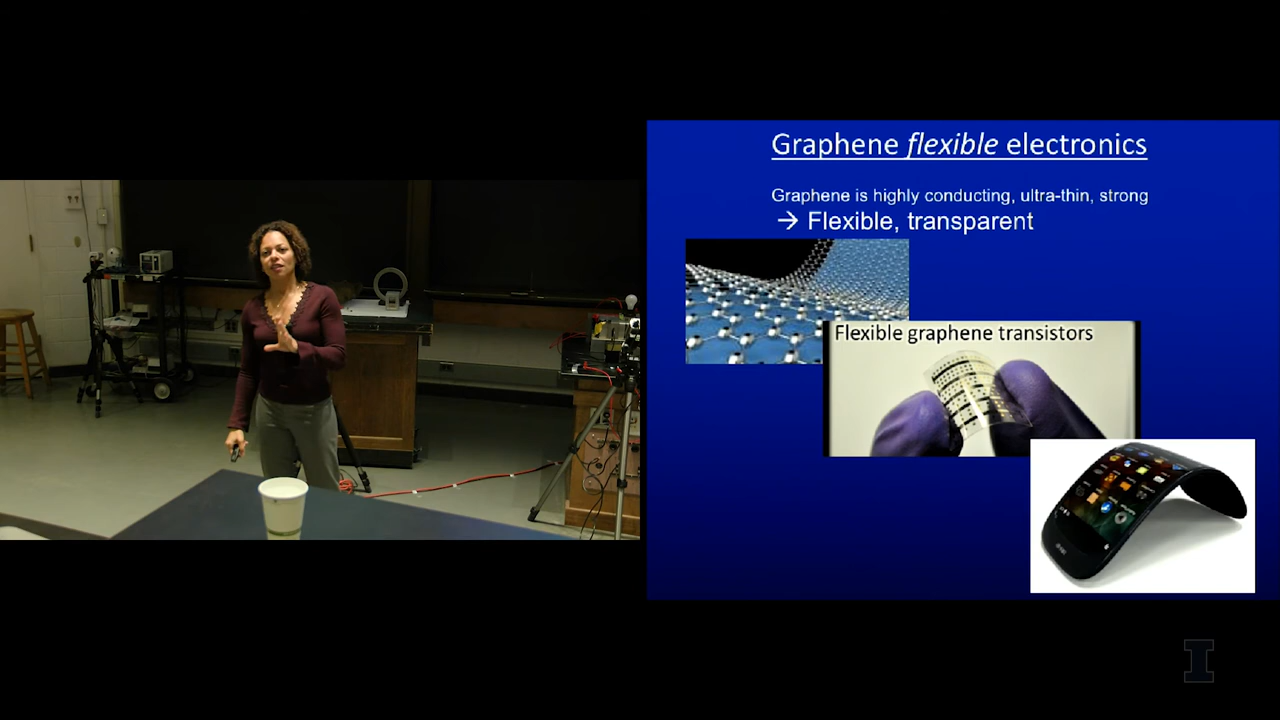 Graphene flexible electronics
Graphene is highly conducting, ultra-thin, strong
→ Flexible, transparent
Flexible graphene transistors
I